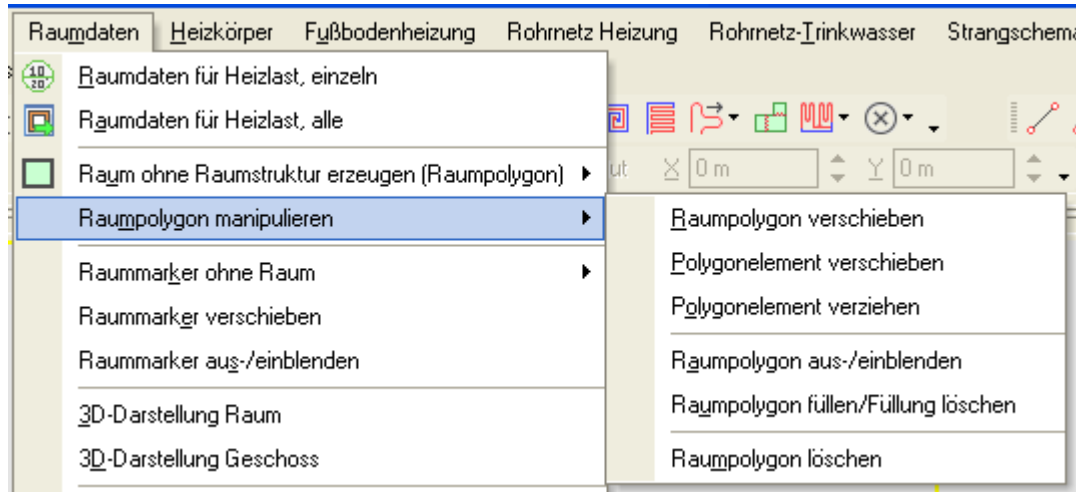 Raumdaten Heizkörper Fußbodenheizung Rohrnetz Heizung Rohrnetz-Trinkwasser Strangschema
Raumdaten für Heizlast, einzeln
Raumdaten für Heizlast, alle
Raum ohne Raumstruktur erzeugen (Raumpolygon)
ut X 0 m Y 0 m
Raumpolygon manipulieren
Raummarker ohne Raum
Raummarker verschieben
Raummarker aus-/einblenden
3D-Darstellung Raum
3D-Darstellung Geschoss
Raumpolygon verschieben
Polygonelement verschieben
Polygonelement verziehen
Raumpolygon aus-/einblenden
Raumpolygon füllen/Füllung löschen
Raumpolygon löschen